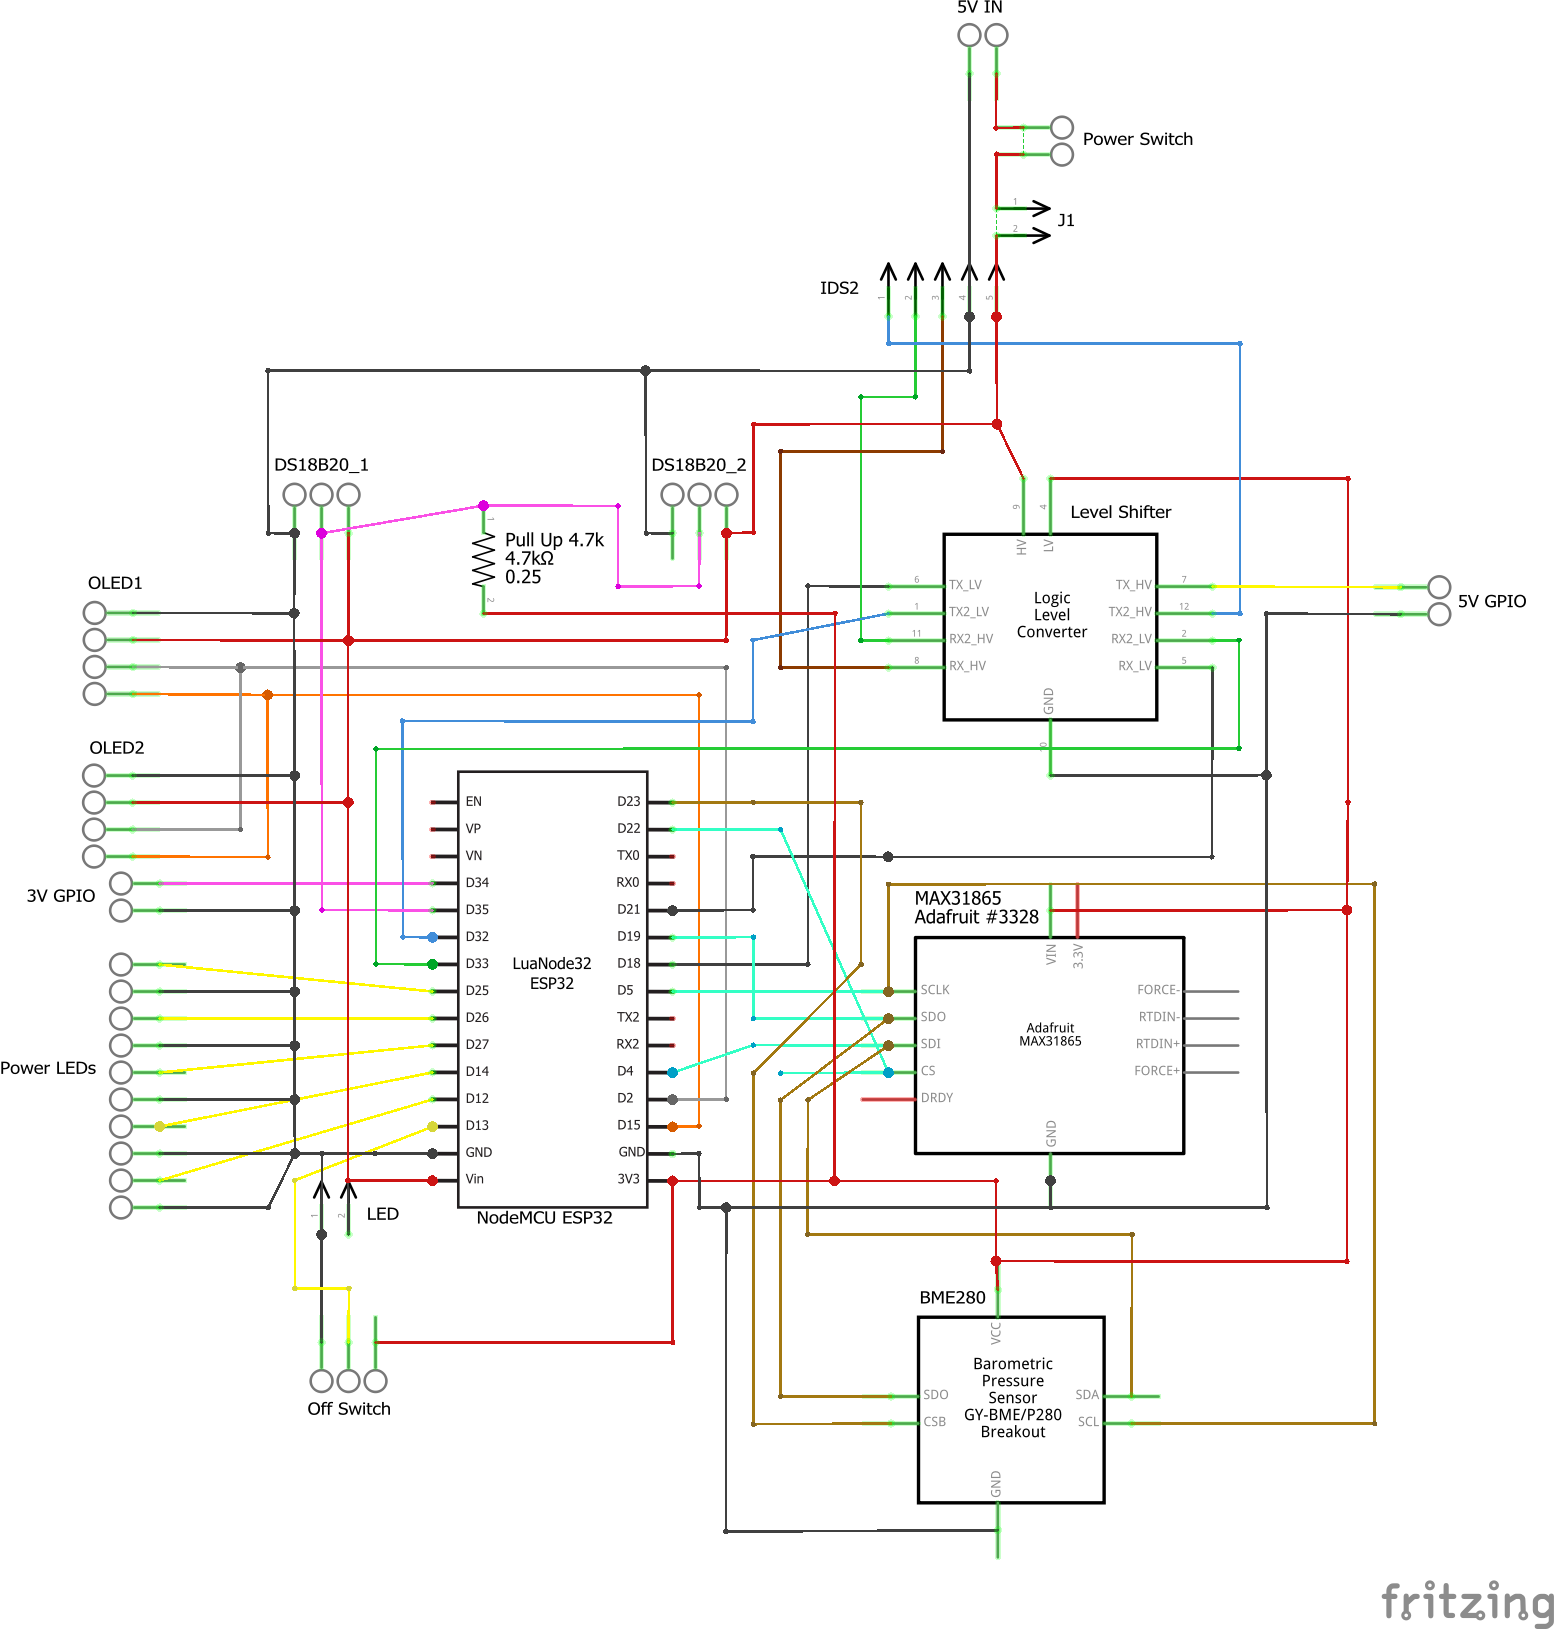 5V IN
Power Switch
1
J1
2
IDS2
1
2
3
4
5
DS18B20_1
DS18B20_2
1
Pull Up 4.7k
4.7kΩ
0.25
2
9
4
Level Shifter
HV
LV
OLED1
6 TX_LV
TX_HV 7
1 TX2_LV
TX2_HV 12
11 RX2_HV
RX2_LV 2
8 RX_HV
RX_LV 5
Logic
Level
Converter
GND
5V GPIO
OLED2
3V GPIO
Power LEDs
EN
VP
VN
D34
D35
D32
D33
D25
D26
D27
D14
D12
D13
GND
Vin
LuaNode32
ESP32
D23
D22
TX0
RX0
D21
D19
D18
D5
TX2
RX2
D4
D2
D15
GND
3V3
NodeMCU ESP32
MAX31865
Adafruit #3328
VIN
3.3V
SCLK
SDO
SDI
CS
DRDY
Adafruit
MAX31865
FORCE-
RTDIN-
RTDIN+
FORCE+
GND
1
2
LED
Off Switch
BME280
VCC
Barometric
Pressure
Sensor
GY-BME/P280
Breakout
SDO
CSB
SDA
SCL
GND
fritzing